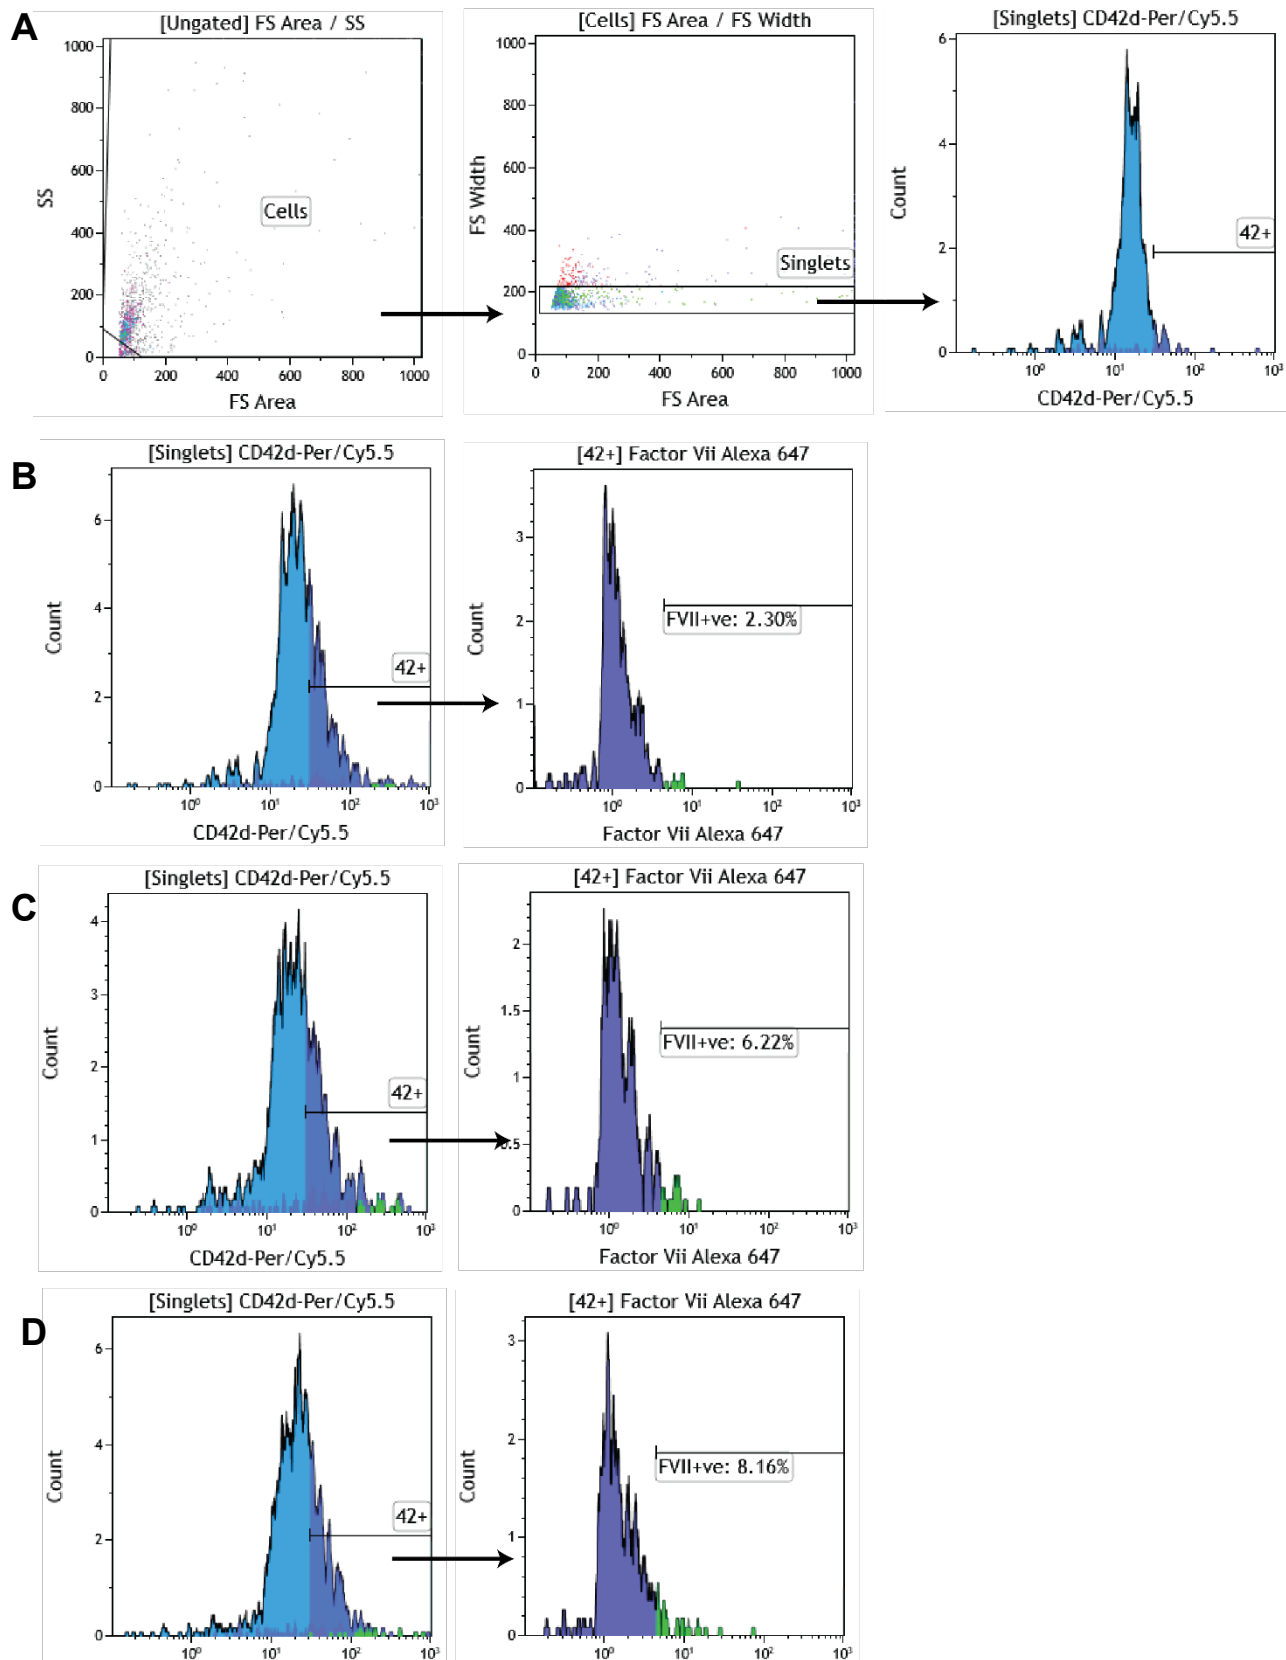 A
[Ungated] FS Area / SS
1000
800
600
400
200
0
SS
Cells
0 200 400 600 800 1000
FS Area
[Cells] FS Area / FS Width
1000
800
600
400
200
0
FS Width
Singlets
0 200 400 600 800 1000
FS Area
[Singlets] CD42d-Per/Cy5.5
6
4
2
0
Count
42+
10⁰ 10¹ 10² 10³
CD42d-Per/Cy5.5
B
[Singlets] CD42d-Per/Cy5.5
6
4
2
0
Count
42+
10⁰ 10¹ 10² 10³
CD42d-Per/Cy5.5
[42+] Factor Vii Alexa 647
3
2
1
0
Count
FVII+ve: 2.30%
10⁰ 10¹ 10² 10³
Factor Vii Alexa 647
C
[Singlets] CD42d-Per/Cy5.5
4
3
2
1
0
Count
42+
10⁰ 10¹ 10² 10³
CD42d-Per/Cy5.5
[42+] Factor Vii Alexa 647
2
1.5
1
0.5
0
Count
FVII+ve: 6.22%
10⁰ 10¹ 10² 10³
Factor Vii Alexa 647
D
[Singlets] CD42d-Per/Cy5.5
6
4
2
0
Count
42+
10⁰ 10¹ 10² 10³
[42+] Factor Vii Alexa 647
3
2
1
0
Count
FVII+ve: 8.16%
10⁰ 10¹ 10² 10³